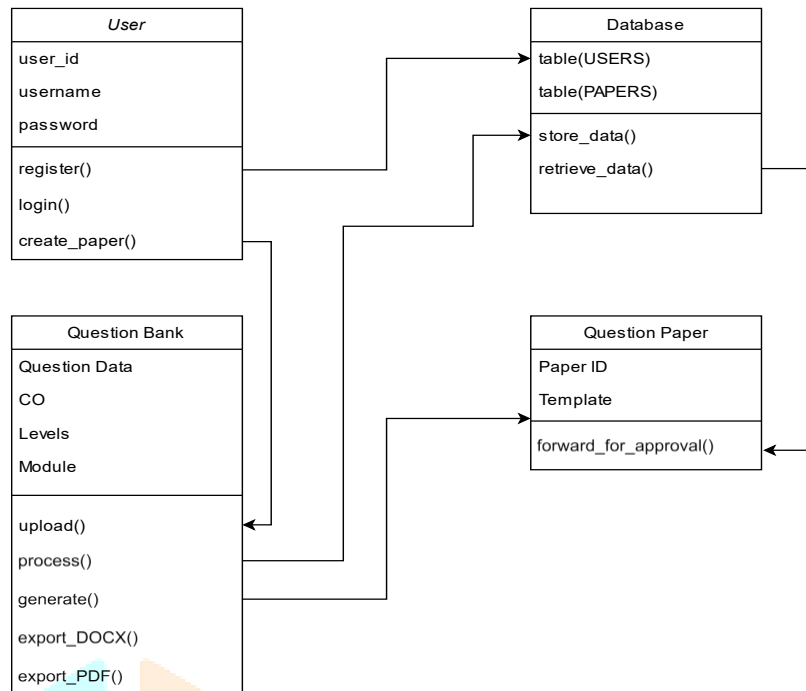 User
user_id
username
password
register()
login()
create_paper()
Database
table(USERS)
table(PAPERS)
store_data()
retrieve_data()
Question Bank
Question Data
CO
Levels
Module
upload()
process()
generate()
export_DOCX()
export_PDF()
Question Paper
Paper ID
Template
forward_for_approval()